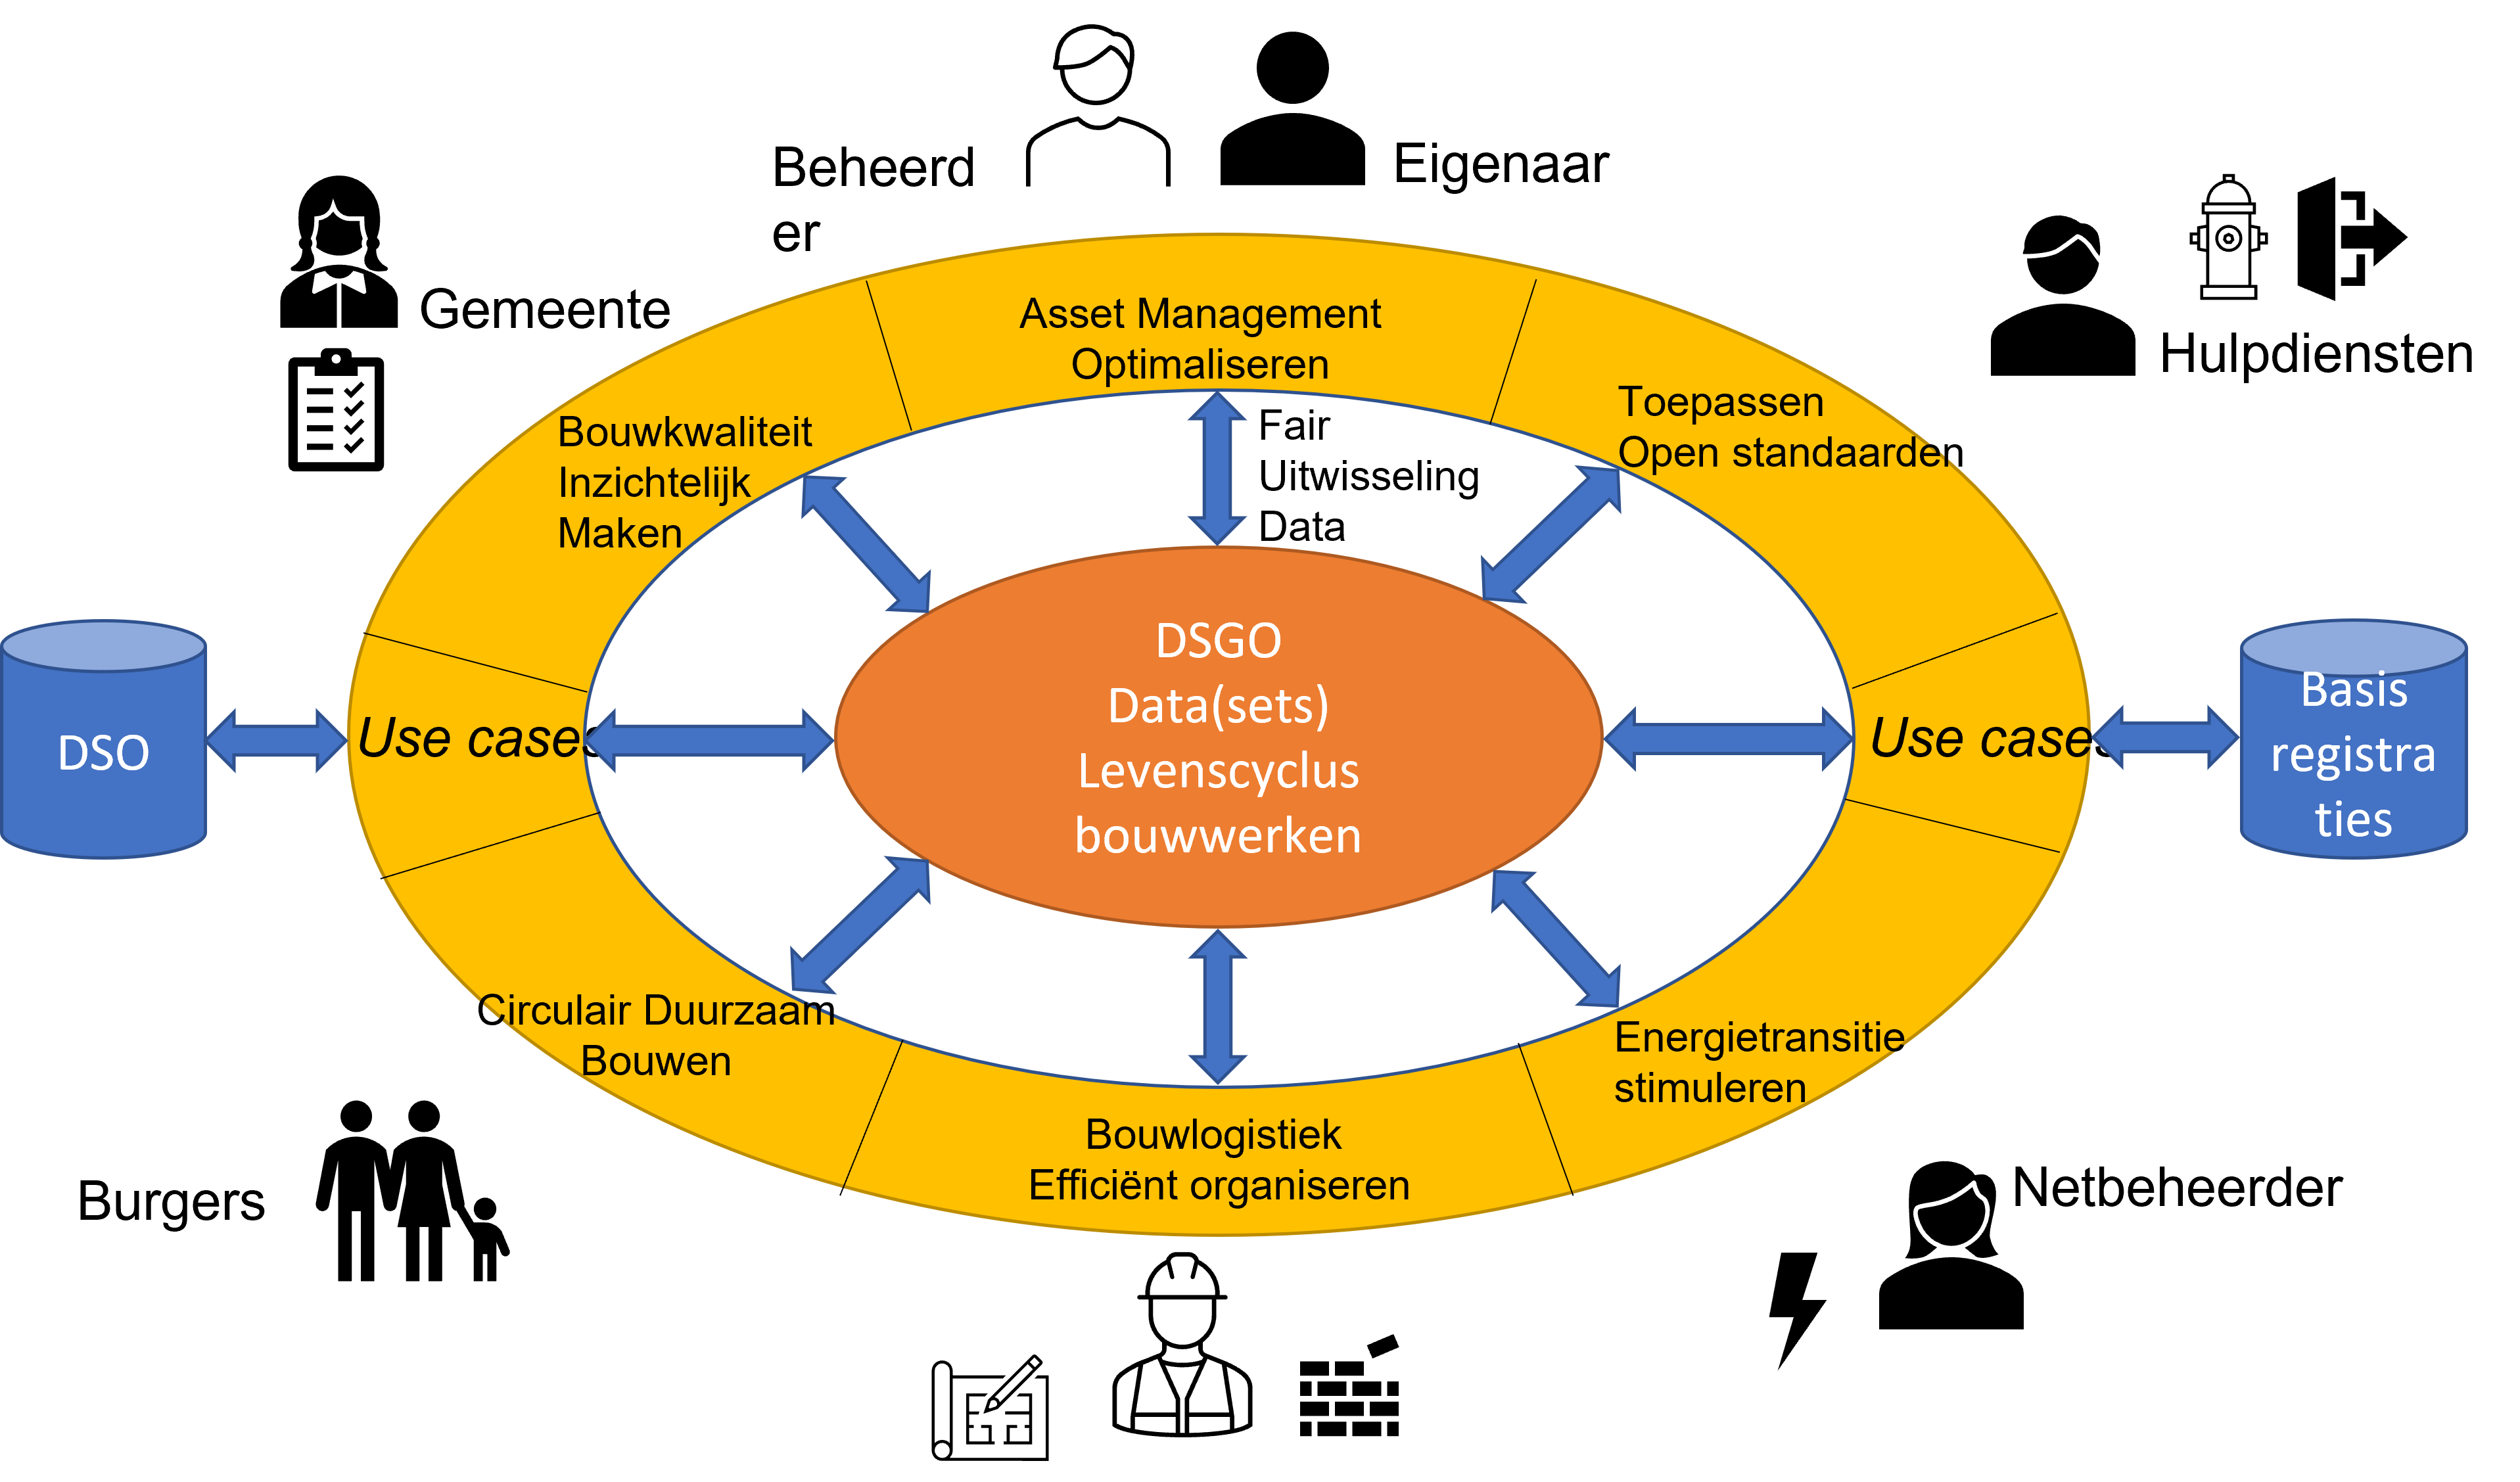 Beheerd
er
Eigenaar
Gemeente
Hulpdiensten
Asset Management
Optimaliseren
Toepassen
Open standaarden
Bouwkwaliteit
Inzichtelijk
Maken
Fair
Uitwisseling
Data
DSO
Use cases
DSGO
Data(sets)
Levenscyclus
bouwwerken
Use cases
Basis
registra
ties
Circulair Duurzaam
Bouwen
Energietransitie
stimuleren
Bouwlogistiek
Efficiënt organiseren
Burgers
Netbeheerder